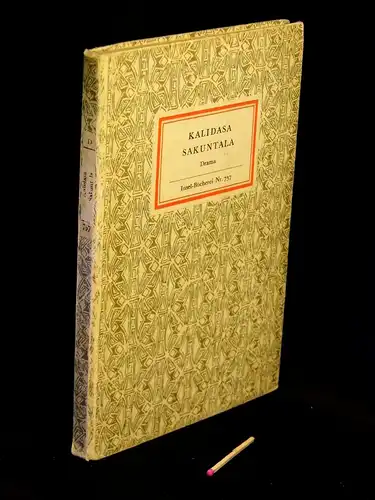 KALIDASA
SAKUNTALA
Drama
Insel-Bücherei Nr. 757